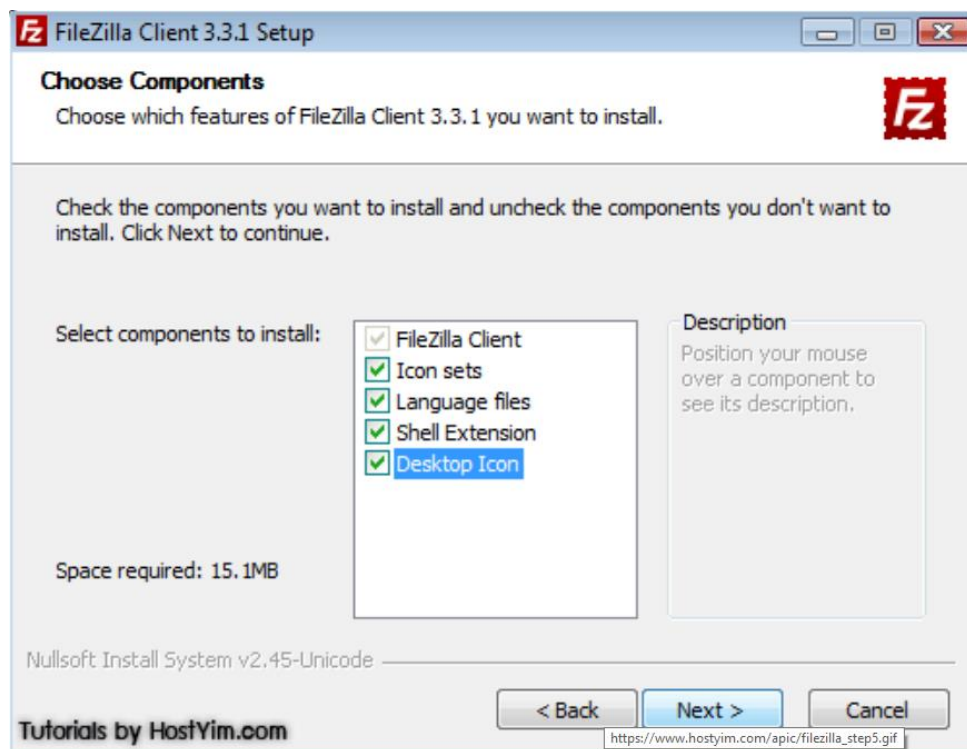 FileZilla Client 3.3.1 Setup
Choose Components
Choose which features of FileZilla Client 3.3.1 you want to install.
Fz
Check the components you want to install and uncheck the components you don't want to
install. Click Next to continue.
Select components to install:
FileZilla Client
Icon sets
Language files
Shell Extension
Desktop Icon
Description
Position your mouse
over a component to
see its description.
Space required: 15.1MB
Nullsoft Install System v2.45-Unicode
< Back
Next >
Cancel
Tutorials by HostYim.com
https://www.hostyim.com/apic/filezilla_step5.gif